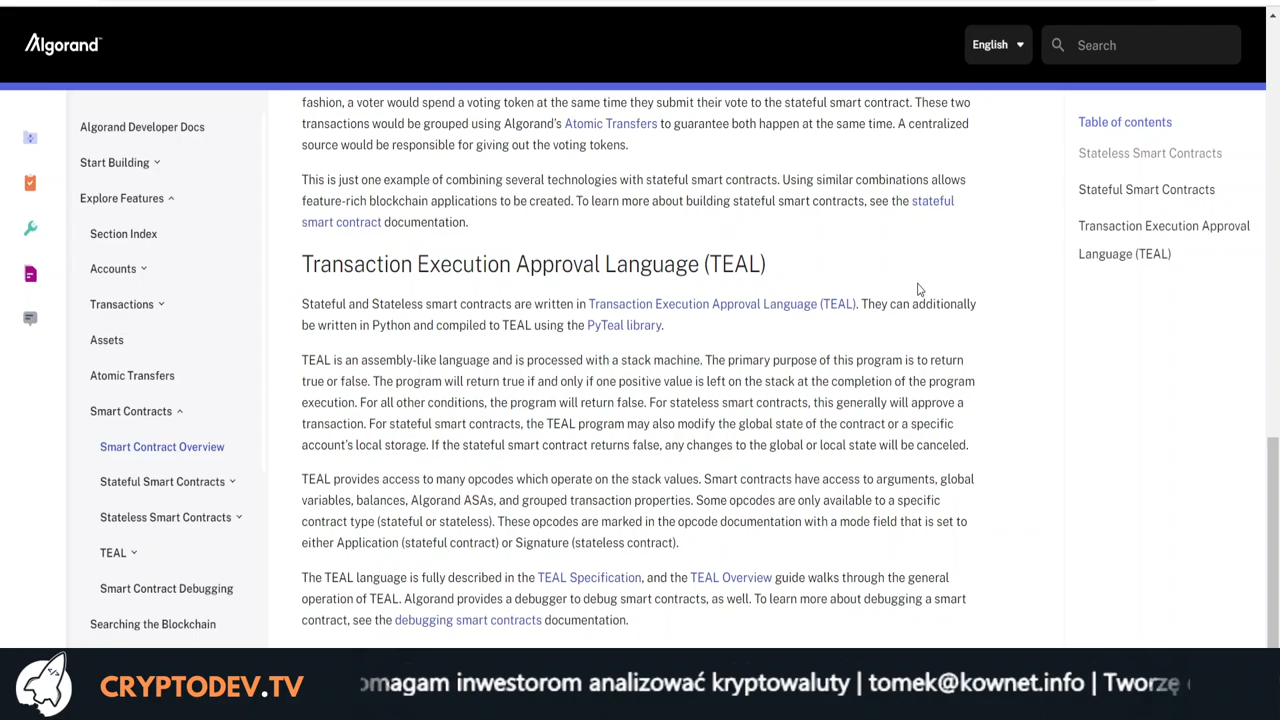 Algorand
English
Search
Algorand Developer Docs
Start Building
Explore Features
Section Index
Accounts
Transactions
Assets
Atomic Transfers
Smart Contracts
Smart Contract Overview
Stateful Smart Contracts
Stateless Smart Contracts
TEAL
Smart Contract Debugging
Searching the Blockchain
fashion, a voter would spend a voting token at the same time they submit their vote to the stateful smart contract. These two
transactions would be grouped using Algorand's Atomic Transfers to guarantee both happen at the same time. A centralized
source would be responsible for giving out the voting tokens.
This is just one example of combining several technologies with stateful smart contracts. Using similar combinations allows
feature-rich blockchain applications to be created. To learn more about building stateful smart contracts, see the stateful
smart contract documentation.
Transaction Execution Approval Language (TEAL)
Stateful and Stateless smart contracts are written in Transaction Execution Approval Language (TEAL). They can additionally
be written in Python and compiled to TEAL using the PyTeal library.
TEAL is an assembly-like language and is processed with a stack machine. The primary purpose of this program is to return
true or false. The program will return true if and only if one positive value is left on the stack at the completion of the program
execution. For all other conditions, the program will return false. For stateless smart contracts, this generally will approve a
transaction. For stateful smart contracts, the TEAL program may also modify the global state of the contract or a specific
account's local storage. If the stateful smart contract returns false, any changes to the global or local state will be canceled.
TEAL provides access to many opcodes which operate on the stack values. Smart contracts have access to arguments, global
variables, balances, Algorand ASAs, and grouped transaction properties. Some opcodes are only available to a specific
contract type (stateful or stateless). These opcodes are marked in the opcode documentation with a mode field that is set to
either Application (stateful contract) or Signature (stateless contract).
The TEAL language is fully described in the TEAL Specification, and the TEAL Overview guide walks through the general
operation of TEAL. Algorand provides a debugger to debug smart contracts, as well. To learn more about debugging a smart
contract, see the debugging smart contracts documentation.
Table of contents
Stateless Smart Contracts
Stateful Smart Contracts
Transaction Execution Approval
Language (TEAL)
CRYPTODEV.TV
omagam inwestorom analizować kryptowaluty | tomek@kownet.info | Tworzę